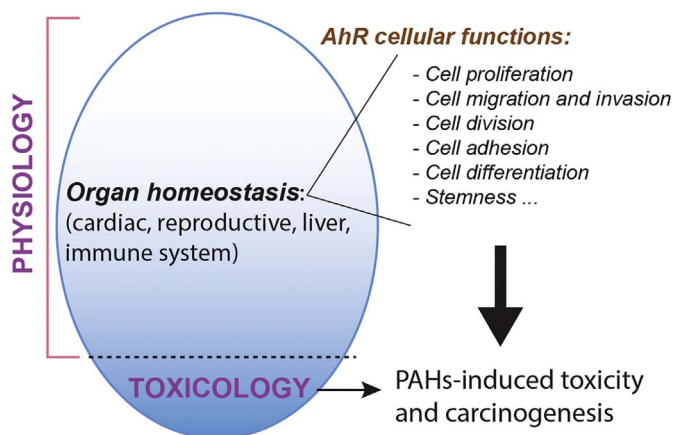 AhR cellular functions:
- Cell proliferation
- Cell migration and invasion
- Cell division
- Cell adhesion
- Cell differentiation
- Stemness ...
PHYSIOLOGY
Organ homeostasis:
(cardiac, reproductive, liver,
immune system)
TOXICOLOGY
PAHs-induced toxicity
and carcinogenesis